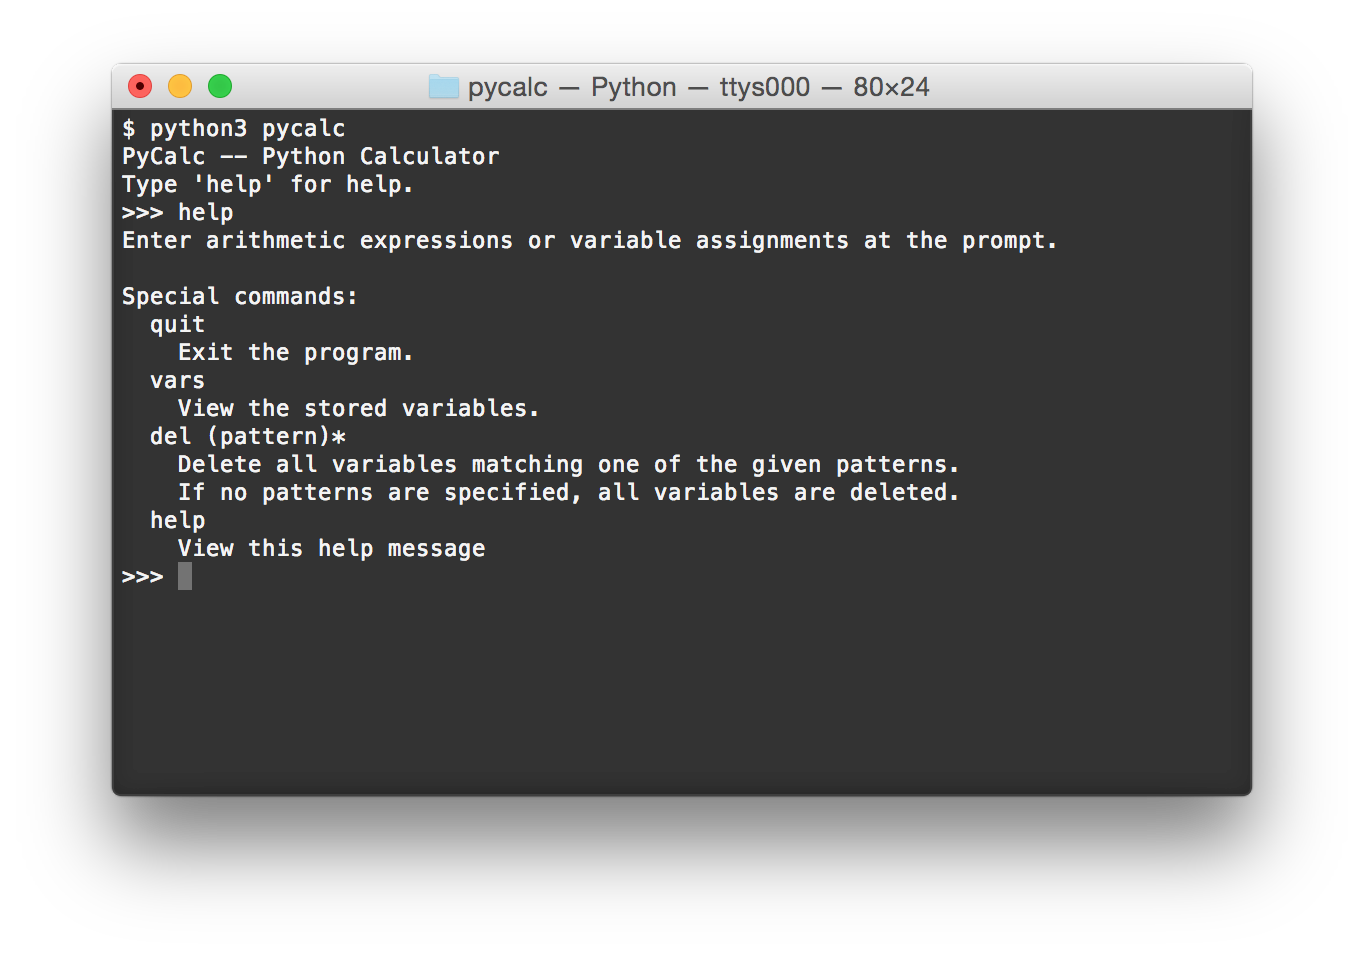 pycalc — Python — ttys000 — 80×24
$ python3 pycalc
PyCalc -- Python Calculator
Type 'help' for help.
>>> help
Enter arithmetic expressions or variable assignments at the prompt.

Special commands:
  quit
    Exit the program.
  vars
    View the stored variables.
  del (pattern)*
    Delete all variables matching one of the given patterns.
    If no patterns are specified, all variables are deleted.
  help
    View this help message
>>>